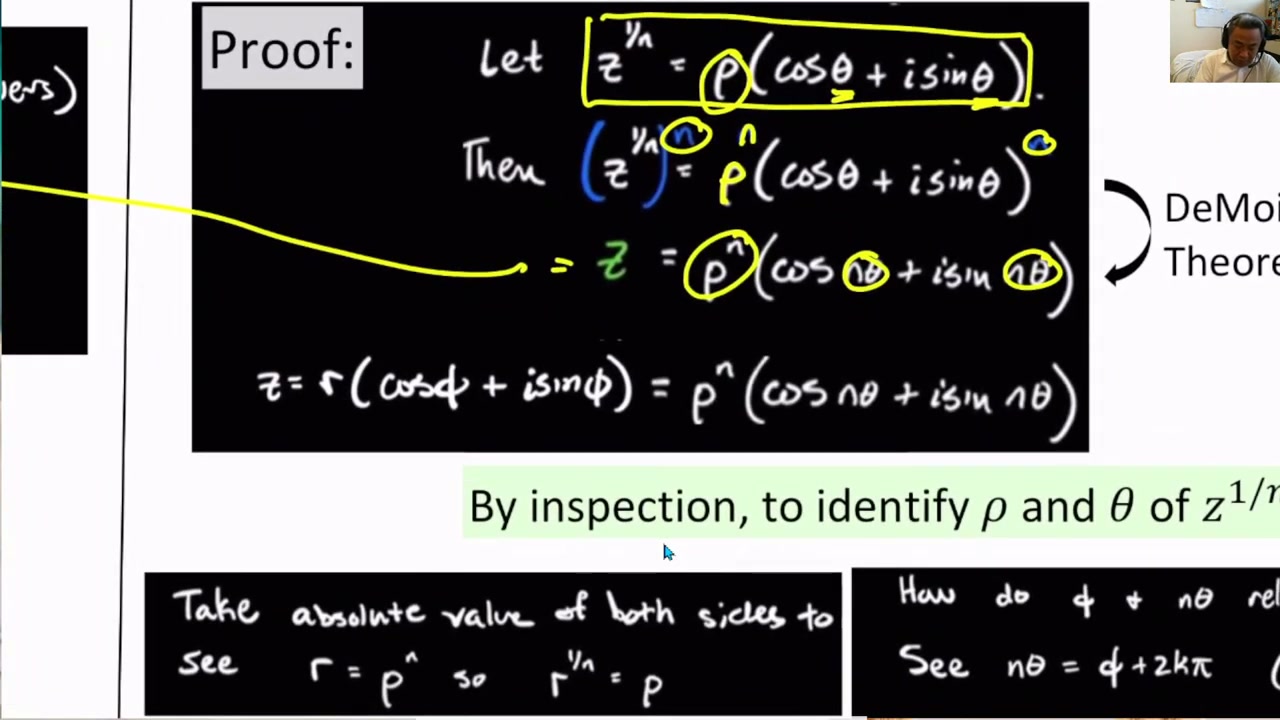 ers)
Proof:
Let z^{1/n} = ρ(cosθ + i sinθ).
Then (z^{1/n})^n = ρ^n(cosθ + i sinθ)^n
= z = ρ^n(cos nθ + i sin nθ)
DeMoi
Theore
z = r(cosϕ + i sinϕ) = ρ^n(cos nθ + i sin nθ)
By inspection, to identify ρ and θ of z^{1/n}
Take absolute value of both sides to
see r = ρ^n so r^{1/n} = ρ
How do ϕ + nθ rel
See nθ = ϕ + 2kπ (